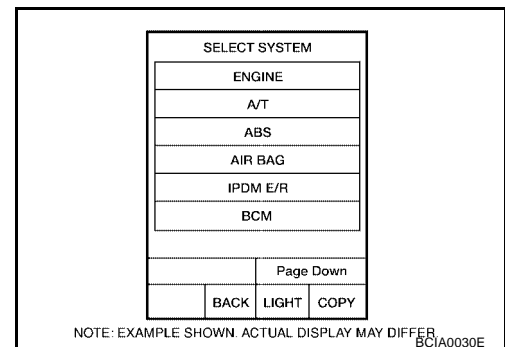 SELECT SYSTEM
ENGINE
A/T
ABS
AIR BAG
IPDM E/R
BCM
Page Down
BACK LIGHT COPY
NOTE: EXAMPLE SHOWN. ACTUAL DISPLAY MAY DIFFER.
BCIA0030E